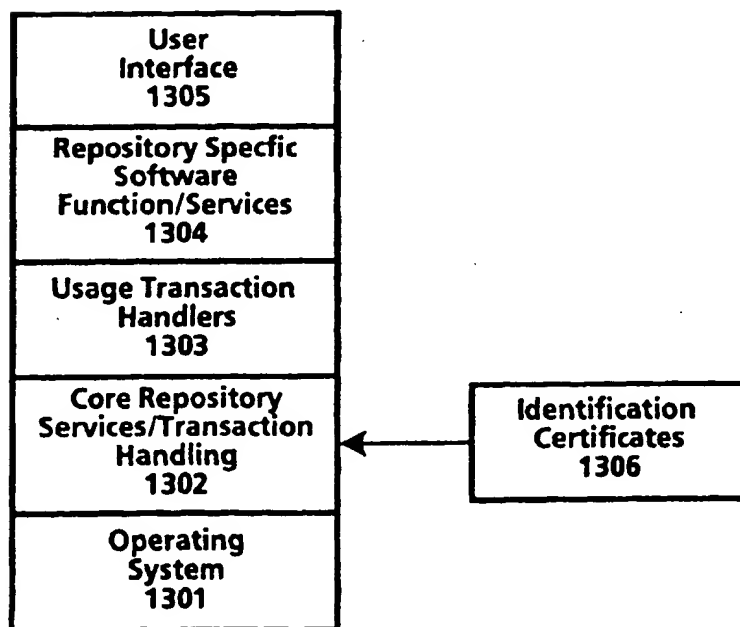 User
Interface
1305
Repository Specfic
Software
Function/Services
1304
Usage Transaction
Handlers
1303
Core Repository
Services/Transaction
Handling
1302
Operating
System
1301
Identification
Certificates
1306